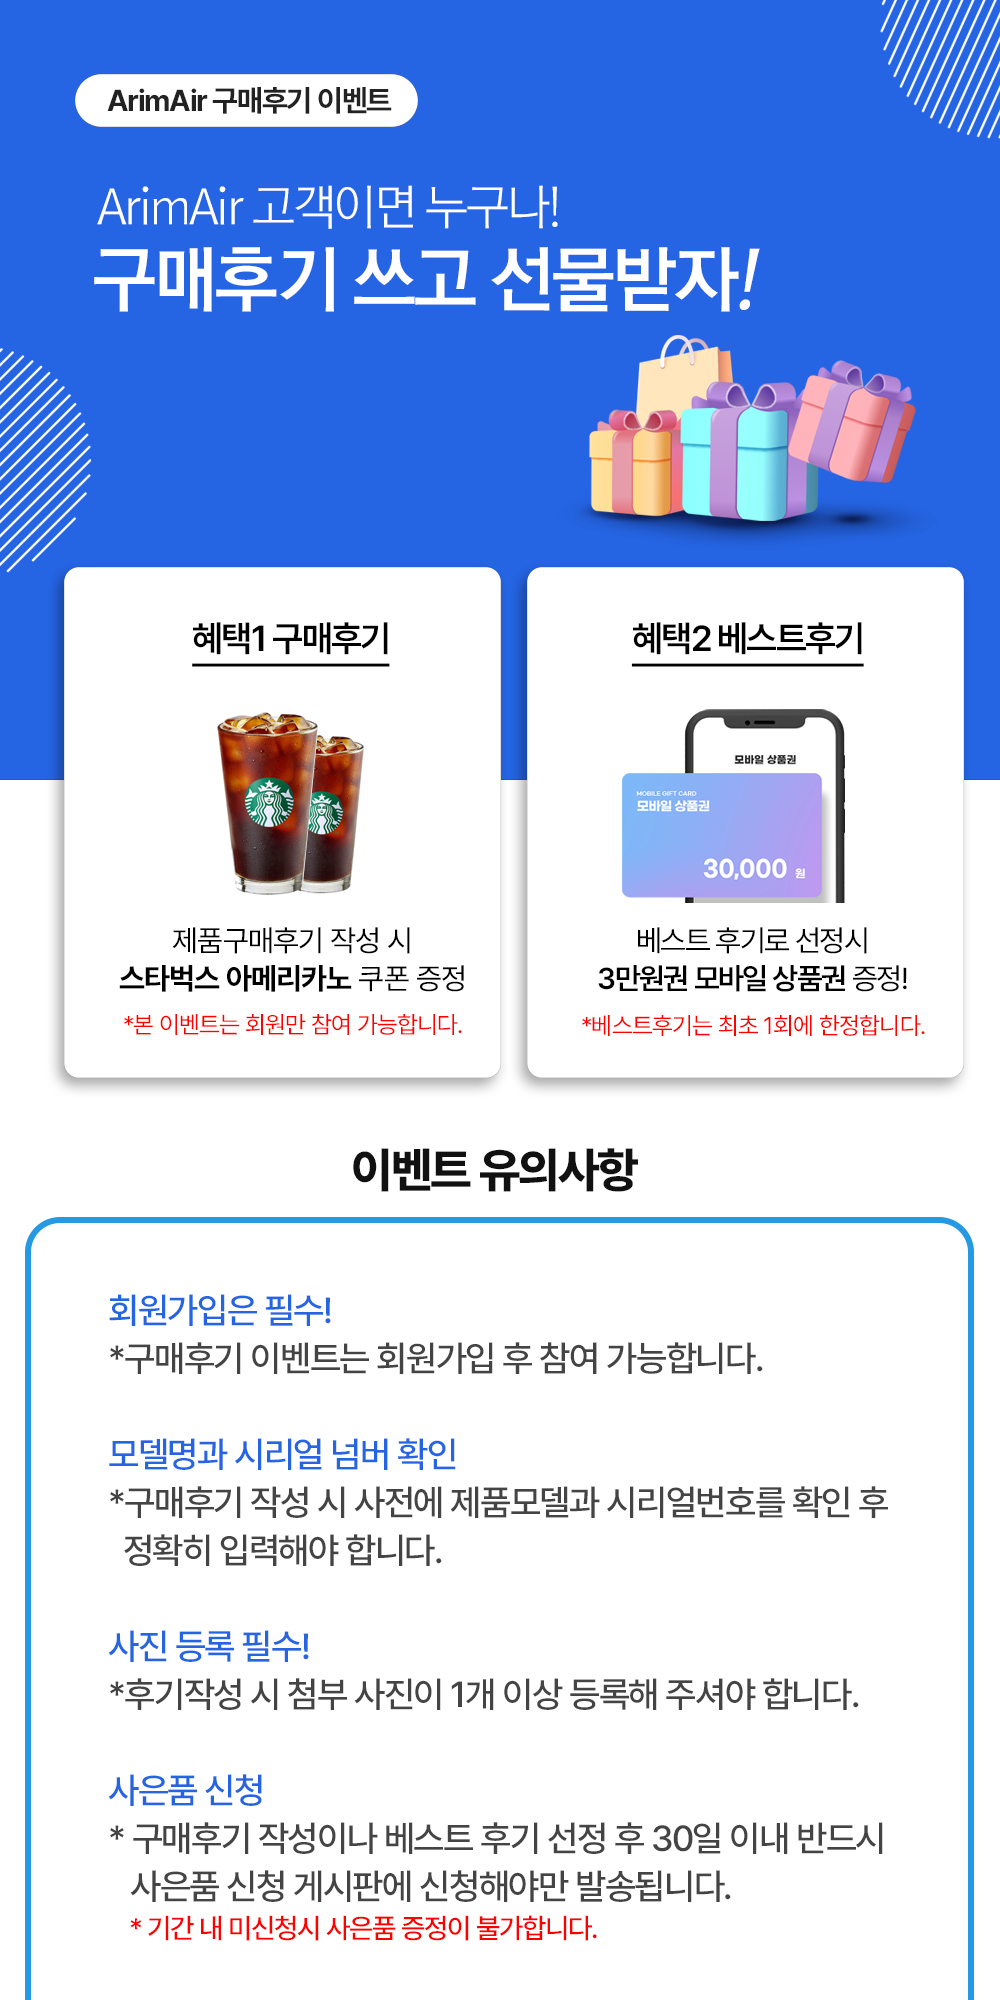 ArimAir 구매후기 이벤트
ArimAir 고객이면 누구나!
구매후기 쓰고 선물받자!
혜택1 구매후기
제품구매후기 작성 시
스타벅스 아메리카노 쿠폰 증정
*본 이벤트는 회원만 참여 가능합니다.
혜택2 베스트후기
모바일 상품권
MOBILE GIFT CARD
모바일 상품권
30,000 원
베스트 후기로 선정시
3만원권 모바일 상품권 증정!
*베스트후기는 최초 1회에 한정합니다.
이벤트 유의사항
회원가입은 필수!
*구매후기 이벤트는 회원가입 후 참여 가능합니다.
모델명과 시리얼 넘버 확인
*구매후기 작성 시 사전에 제품모델과 시리얼번호를 확인 후
정확히 입력해야 합니다.
사진 등록 필수!
*후기작성 시 첨부 사진이 1개 이상 등록해 주셔야 합니다.
사은품 신청
* 구매후기 작성이나 베스트 후기 선정 후 30일 이내 반드시
사은품 신청 게시판에 신청해야만 발송됩니다.
* 기간 내 미신청시 사은품 증정이 불가합니다.